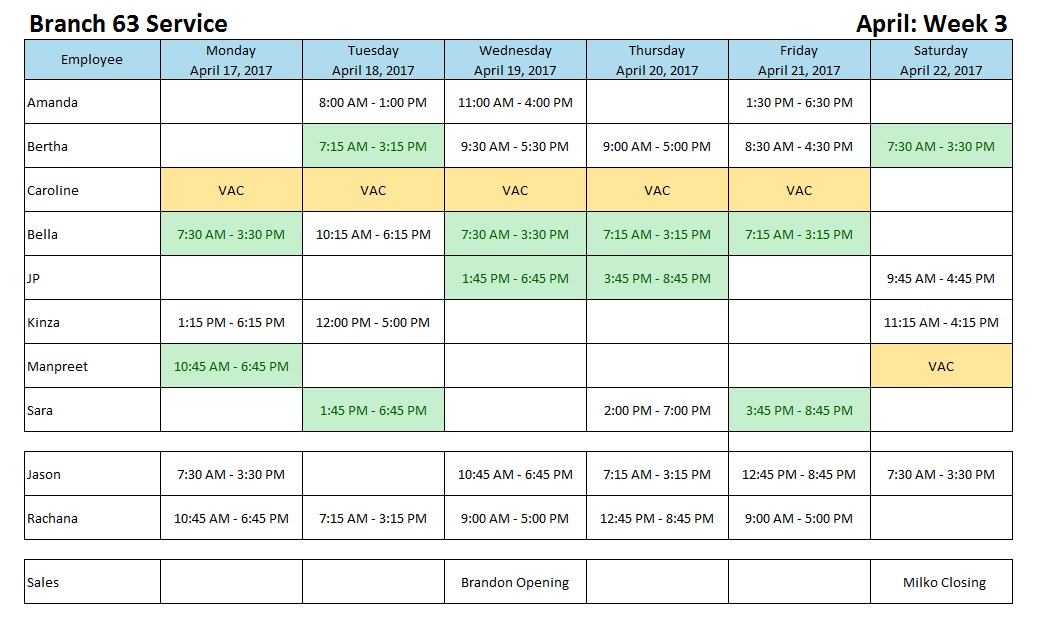 Branch 63 Service April: Week 3
Employee Monday Tuesday Wednesday Thursday Friday Saturday
April 17, 2017 April 18, 2017 April 19, 2017 April 20, 2017 April 21, 2017 April 22, 2017
Amanda 8:00 AM - 1:00 PM 11:00 AM - 4:00 PM 1:30 PM - 6:30 PM
Bertha 7:15 AM - 3:15 PM 9:30 AM - 5:30 PM 9:00 AM - 5:00 PM 8:30 AM - 4:30 PM 7:30 AM - 3:30 PM
Caroline VAC VAC VAC VAC VAC
Bella 7:30 AM - 3:30 PM 10:15 AM - 6:15 PM 7:30 AM - 3:30 PM 7:15 AM - 3:15 PM 7:15 AM - 3:15 PM
JP 1:45 PM - 6:45 PM 3:45 PM - 8:45 PM 9:45 AM - 4:45 PM
Kinza 1:15 PM - 6:15 PM 12:00 PM - 5:00 PM 11:15 AM - 4:15 PM
Manpreet 10:45 AM - 6:45 PM VAC
Sara 1:45 PM - 6:45 PM 2:00 PM - 7:00 PM 3:45 PM - 8:45 PM
Jason 7:30 AM - 3:30 PM 10:45 AM - 6:45 PM 7:15 AM - 3:15 PM 12:45 PM - 8:45 PM 7:30 AM - 3:30 PM
Rachana 10:45 AM - 6:45 PM 7:15 AM - 3:15 PM 9:00 AM - 5:00 PM 12:45 PM - 8:45 PM 9:00 AM - 5:00 PM
Sales Brandon Opening Milko Closing